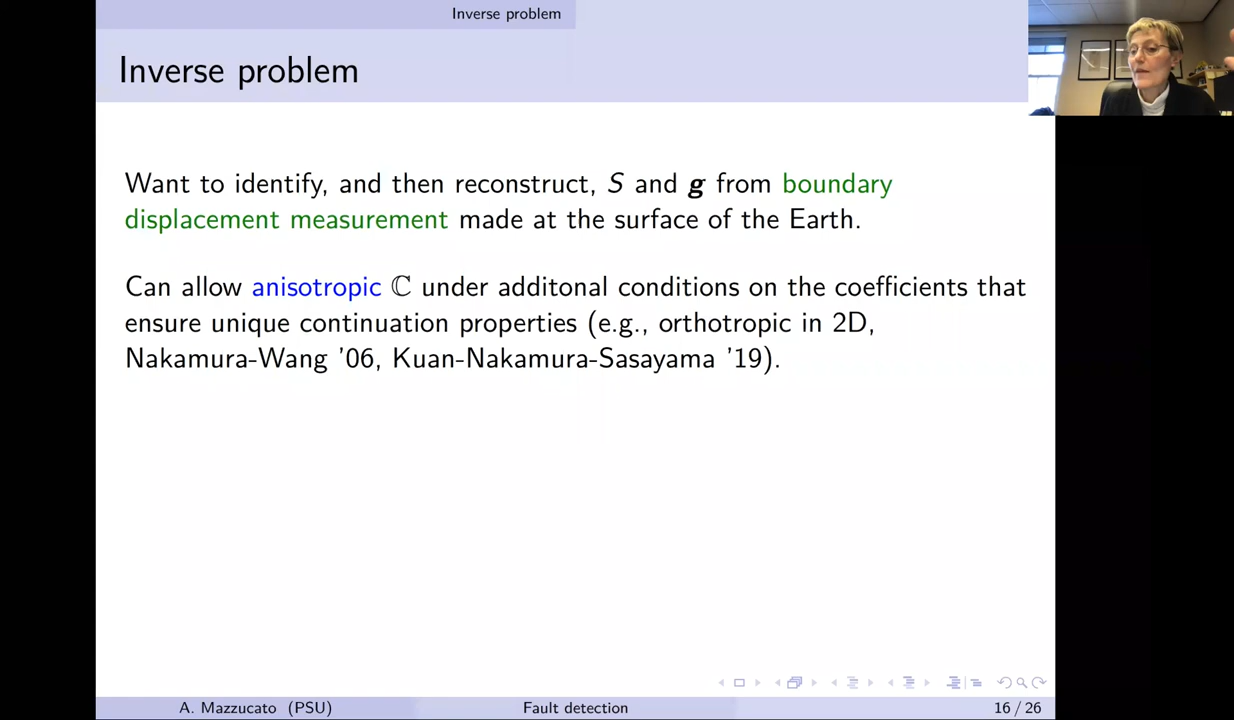 Inverse problem
Inverse problem
Want to identify, and then reconstruct, S and g from boundary
displacement measurement made at the surface of the Earth.
Can allow anisotropic ℂ under additonal conditions on the coefficients that
ensure unique continuation properties (e.g., orthotropic in 2D,
Nakamura-Wang ’06, Kuan-Nakamura-Sasayama ’19).
A. Mazzucato (PSU) Fault detection 16 / 26